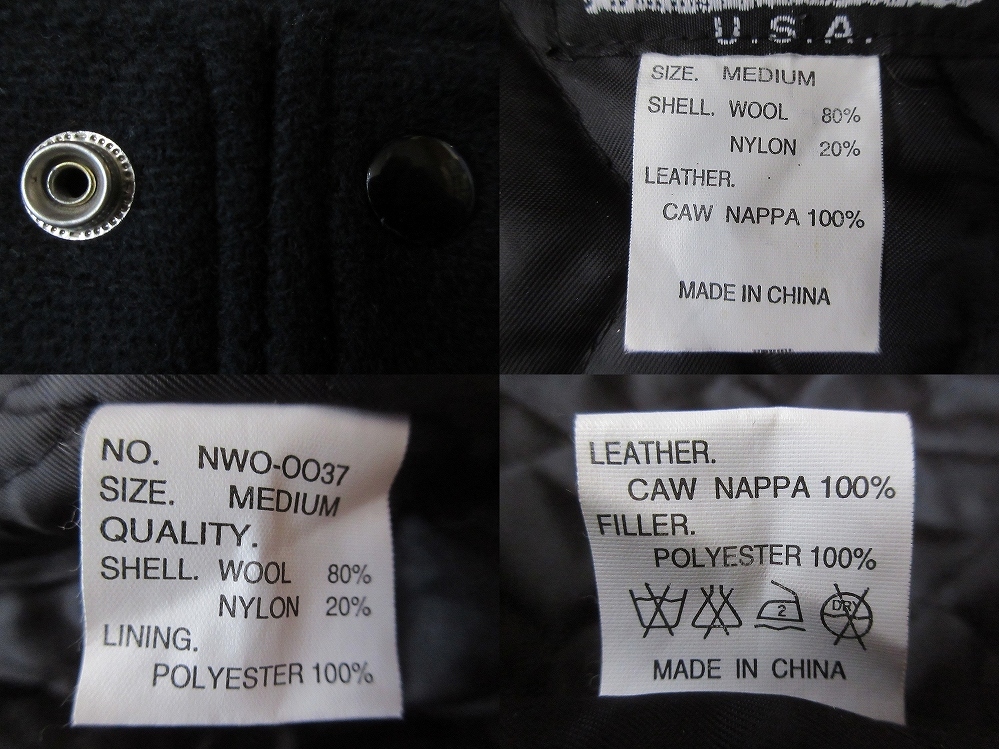 U.S.A.
SIZE. MEDIUM
SHELL. WOOL 80%
NYLON 20%
LEATHER.
CAW NAPPA 100%
MADE IN CHINA
NO. NWO-0037
SIZE. MEDIUM
QUALITY.
SHELL. WOOL 80%
NYLON 20%
LINING.
POLYESTER 100%
LEATHER.
CAW NAPPA 100%
FILLER.
POLYESTER 100%
2 DRY
MADE IN CHINA